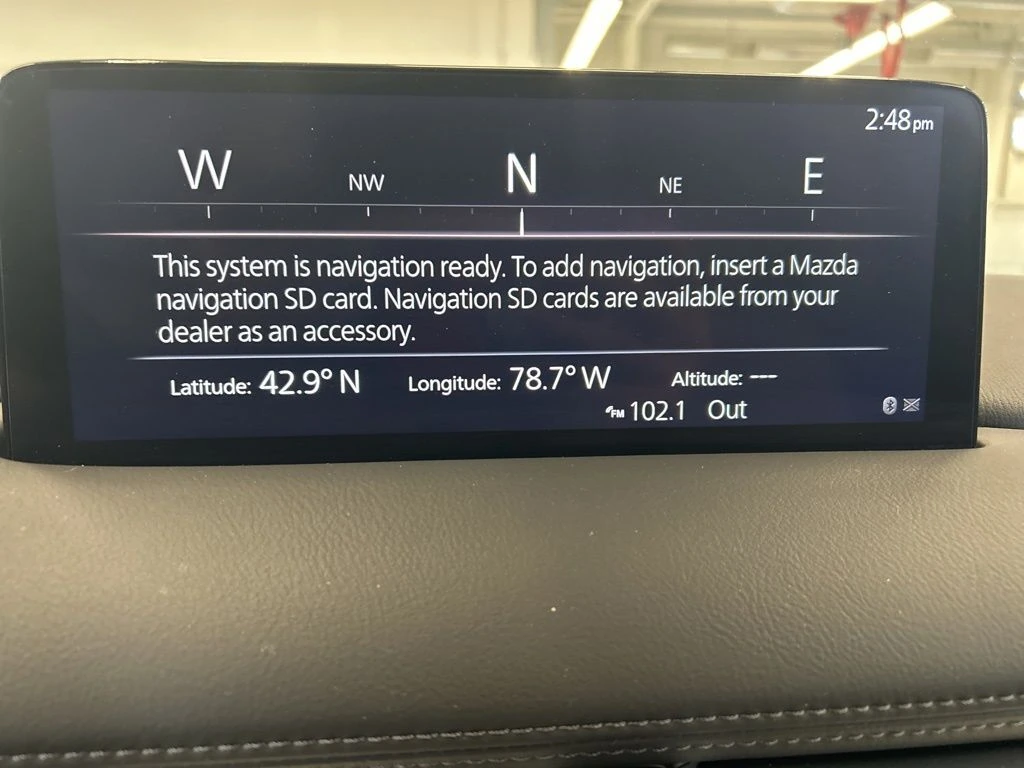 2:48pm
W NW N NE E
This system is navigation ready. To add navigation, insert a Mazda
navigation SD card. Navigation SD cards are available from your
dealer as an accessory.
Latitude: 42.9° N Longitude: 78.7° W Altitude: ---
FM 102.1 Out